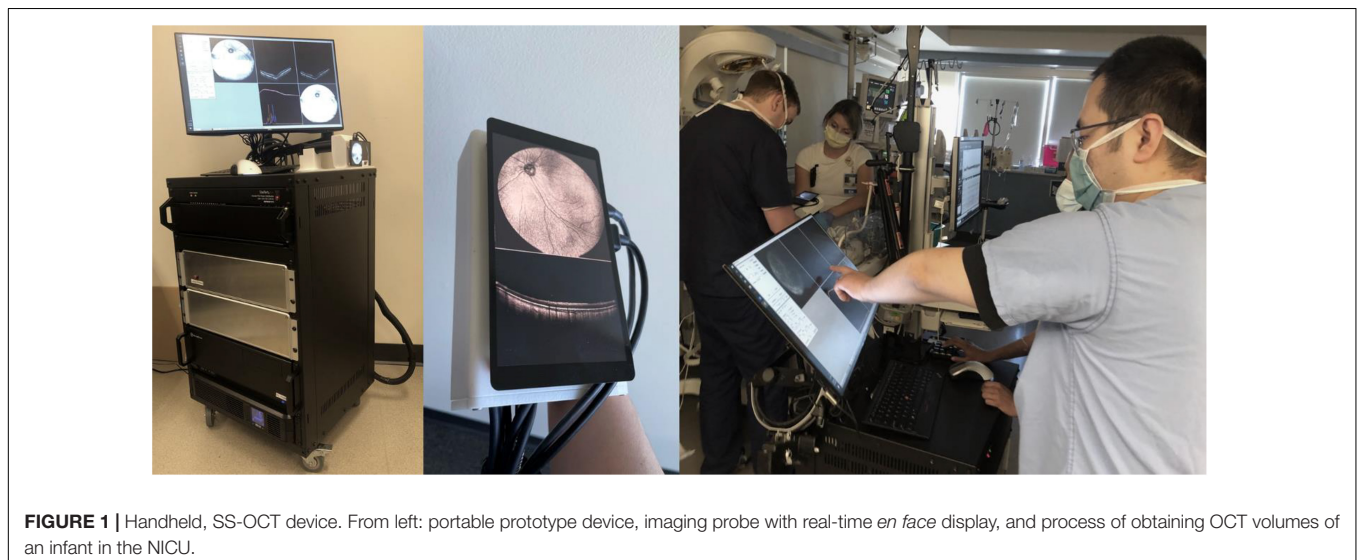 FIGURE 1 | Handheld, SS-OCT device. From left: portable prototype device, imaging probe with real-time en face display, and process of obtaining OCT volumes of
an infant in the NICU.